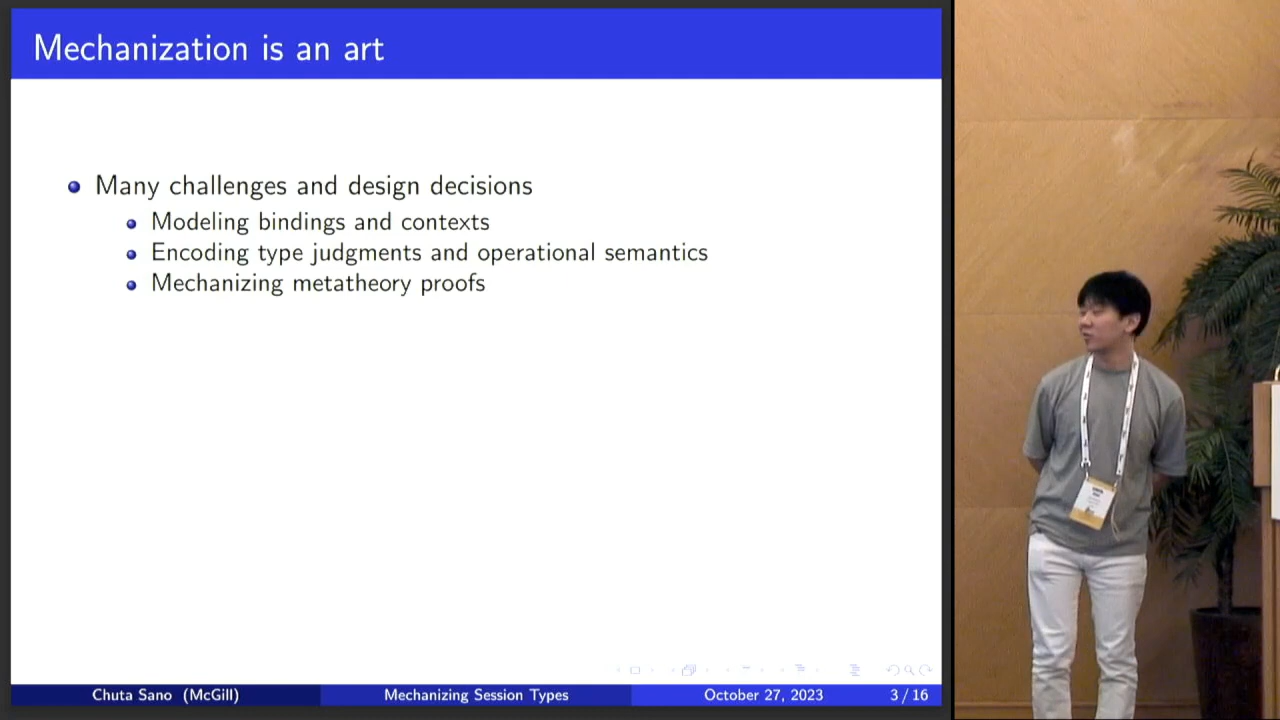 Mechanization is an art
Many challenges and design decisions
Modeling bindings and contexts
Encoding type judgments and operational semantics
Mechanizing metatheory proofs
Chuta Sano (McGill)
Mechanizing Session Types
October 27, 2023
3 / 16